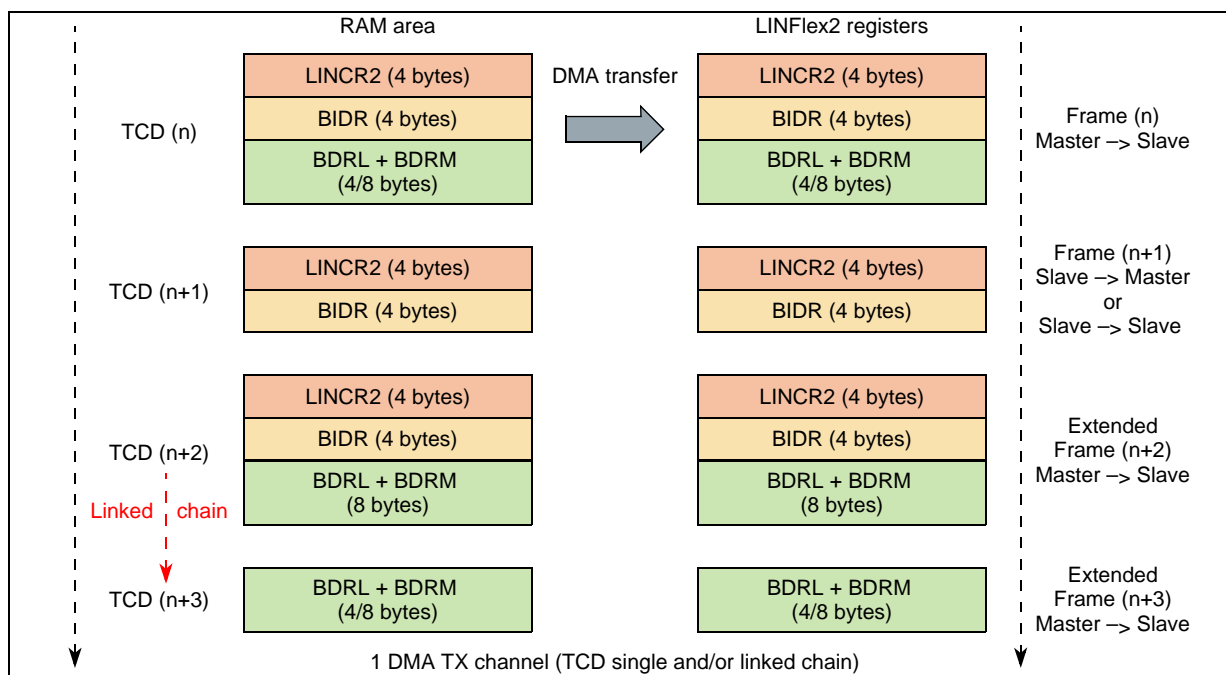 RAM area
LINFlex2 registers
LINCR2 (4 bytes)
BIDR (4 bytes)
BDRL + BDRM
(4/8 bytes)
TCD (n)
DMA transfer
LINCR2 (4 bytes)
BIDR (4 bytes)
BDRL + BDRM
(4/8 bytes)
Frame (n)
Master –> Slave
TCD (n+1)
LINCR2 (4 bytes)
BIDR (4 bytes)
LINCR2 (4 bytes)
BIDR (4 bytes)
Frame (n+1)
Slave –> Master
or
Slave –> Slave
TCD (n+2)
LINCR2 (4 bytes)
BIDR (4 bytes)
BDRL + BDRM
(8 bytes)
LINCR2 (4 bytes)
BIDR (4 bytes)
BDRL + BDRM
(8 bytes)
Extended
Frame (n+2)
Master –> Slave
Linked chain
TCD (n+3)
BDRL + BDRM
(4/8 bytes)
BDRL + BDRM
(4/8 bytes)
Extended
Frame (n+3)
Master –> Slave
1 DMA TX channel (TCD single and/or linked chain)